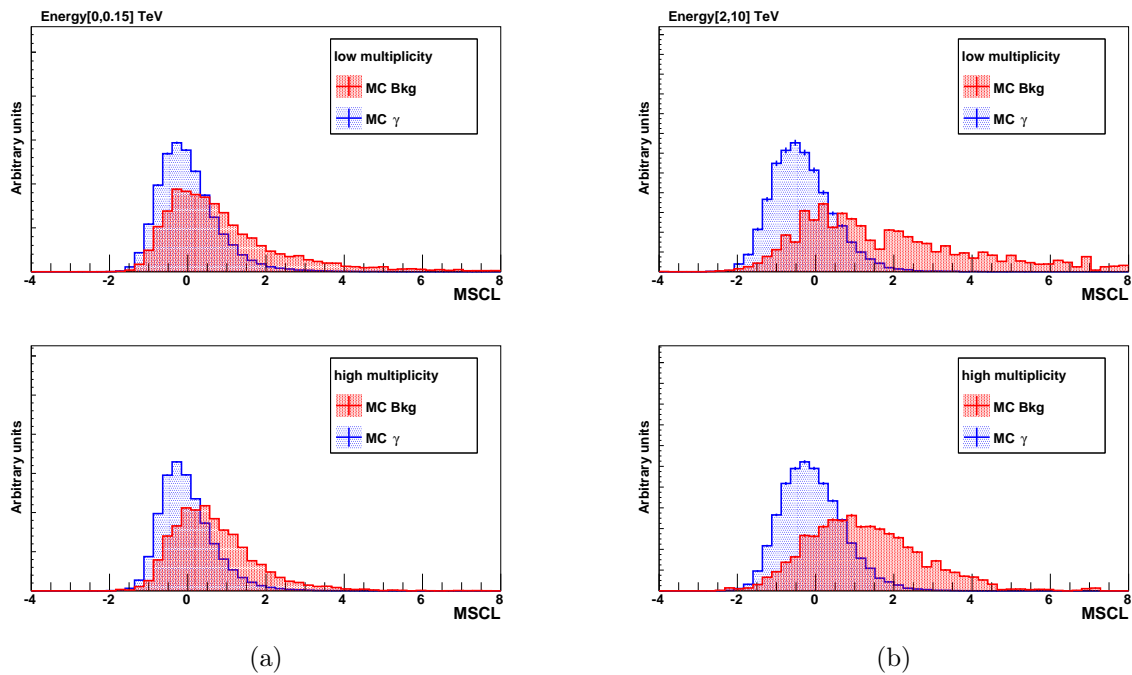 Energy[0,0.15] TeV
Arbitrary units
low multiplicity
MC Bkg
MC γ
-4 -2 0 2 4 6 8
MSCL
Energy[2,10] TeV
Arbitrary units
low multiplicity
MC Bkg
MC γ
-4 -2 0 2 4 6 8
MSCL
Arbitrary units
high multiplicity
MC Bkg
MC γ
-4 -2 0 2 4 6 8
MSCL
Arbitrary units
high multiplicity
MC Bkg
MC γ
-4 -2 0 2 4 6 8
MSCL
(a)
(b)